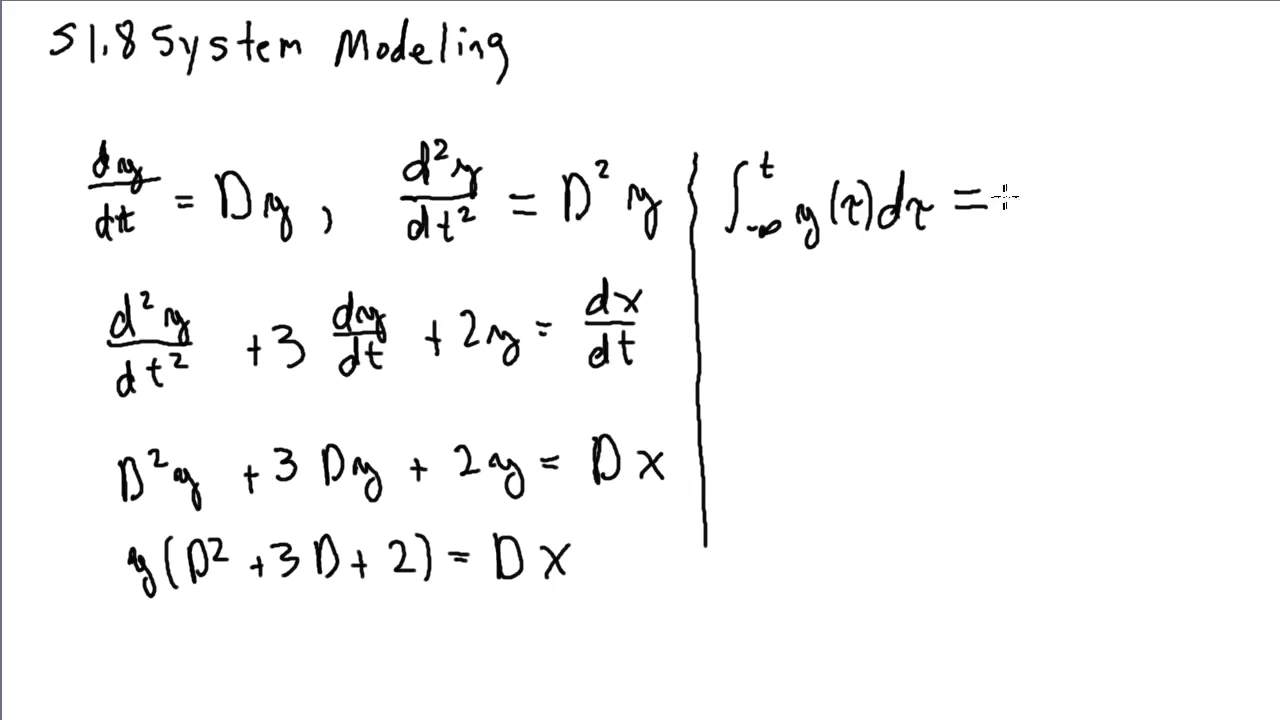 S1.8 System Modeling
dy/dt = Dy, d²y/dt² = D²y
d²y/dt² + 3 dy/dt + 2y = dx/dt
D²y + 3Dy + 2y = Dx
y(D² + 3D + 2) = Dx
∫_{-∞}^{t} y(τ)dτ =